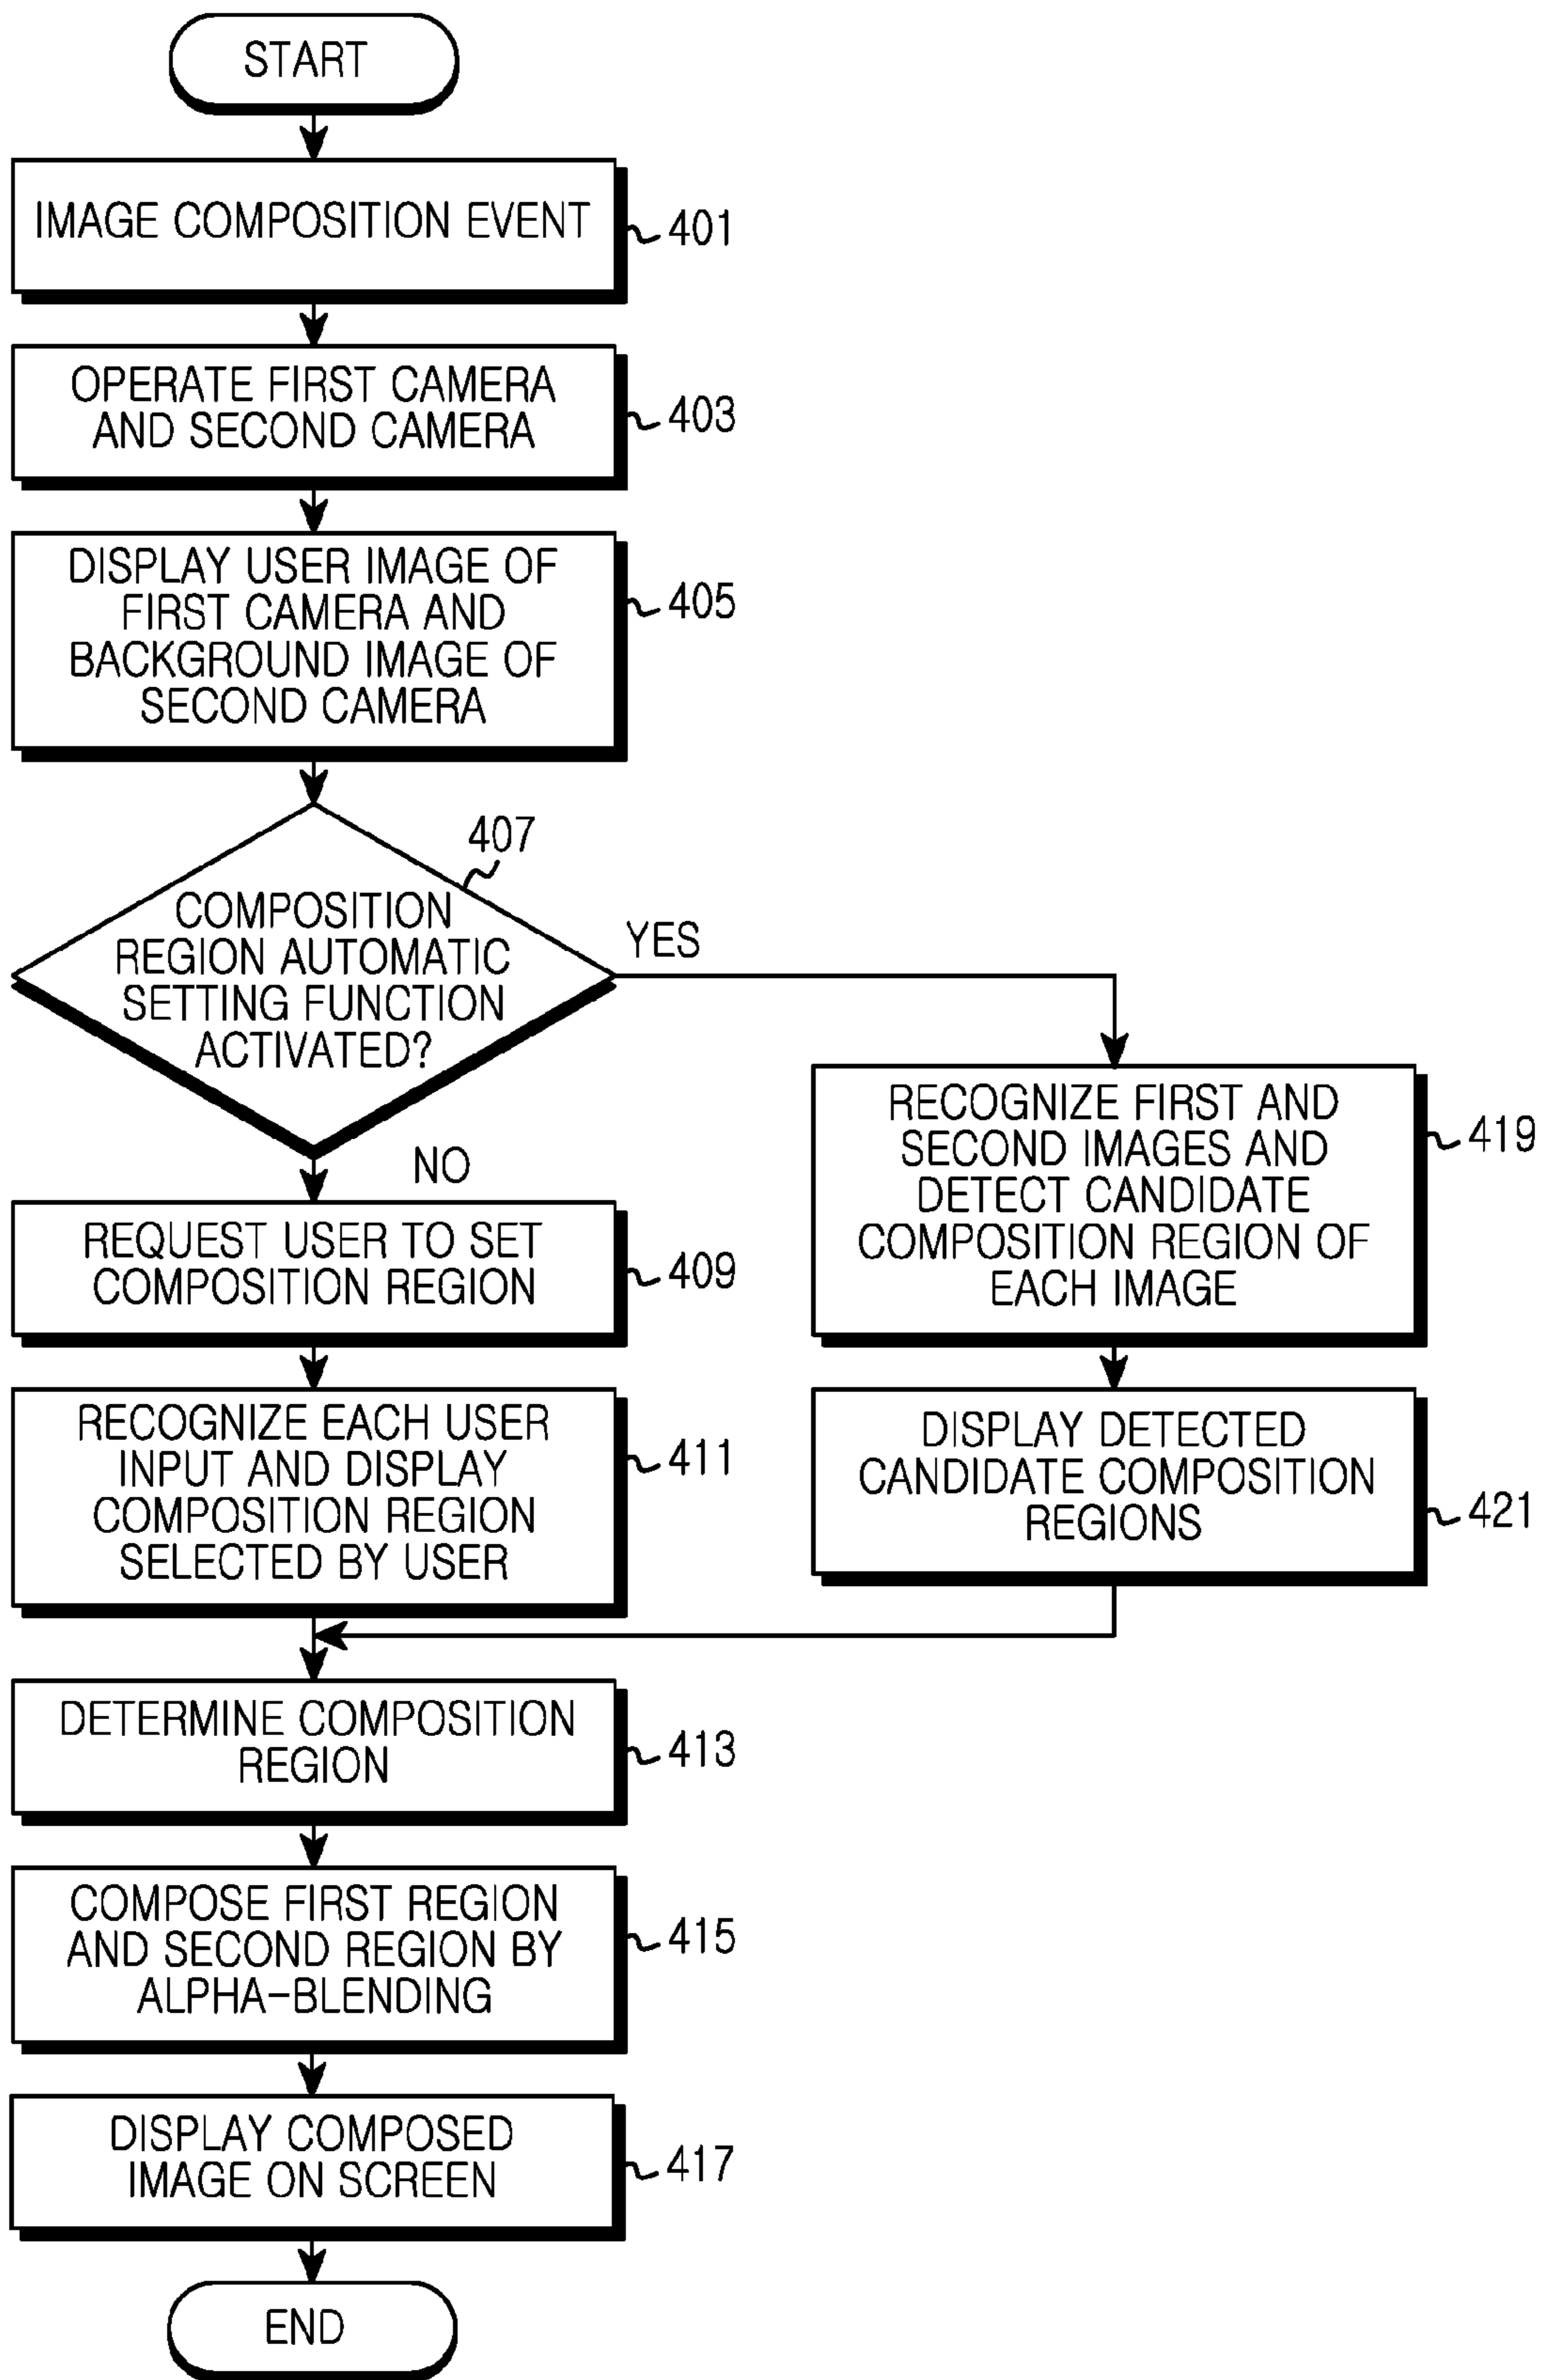 START
IMAGE COMPOSITION EVENT
401
OPERATE FIRST CAMERA
AND SECOND CAMERA
403
DISPLAY USER IMAGE OF
FIRST CAMERA AND
BACKGROUND IMAGE OF
SECOND CAMERA
405
407
COMPOSITION
REGION AUTOMATIC
SETTING FUNCTION
ACTIVATED?
YES
NO
REQUEST USER TO SET
COMPOSITION REGION
409
RECOGNIZE EACH USER
INPUT AND DISPLAY
COMPOSITION REGION
SELECTED BY USER
411
RECOGNIZE FIRST AND
SECOND IMAGES AND
DETECT CANDIDATE
COMPOSITION REGION OF
EACH IMAGE
419
DISPLAY DETECTED
CANDIDATE COMPOSITION
REGIONS
421
DETERMINE COMPOSITION
REGION
413
COMPOSE FIRST REGION
AND SECOND REGION BY
ALPHA-BLENDING
415
DISPLAY COMPOSED
IMAGE ON SCREEN
417
END